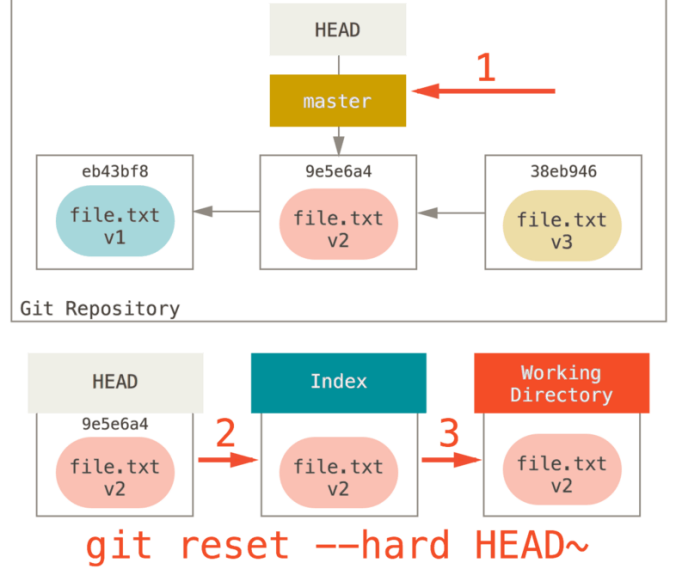 HEAD
1
master
eb43bf8
9e5e6a4
38eb946
file.txt
v1
file.txt
v2
file.txt
v3
Git Repository
HEAD
Index
Working
Directory
9e5e6a4
2
3
file.txt
v2
file.txt
v2
file.txt
v2
git reset --hard HEAD~